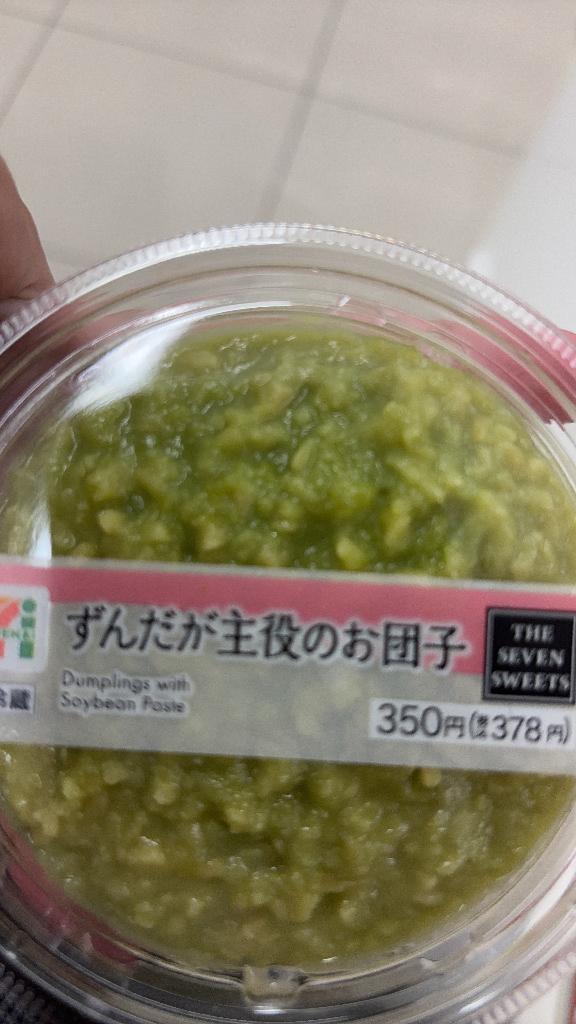 ずんだが主役のお団子
Dumplings with
Soybean Paste
THE
SEVEN
SWEETS
350円(税込378円)
冷蔵